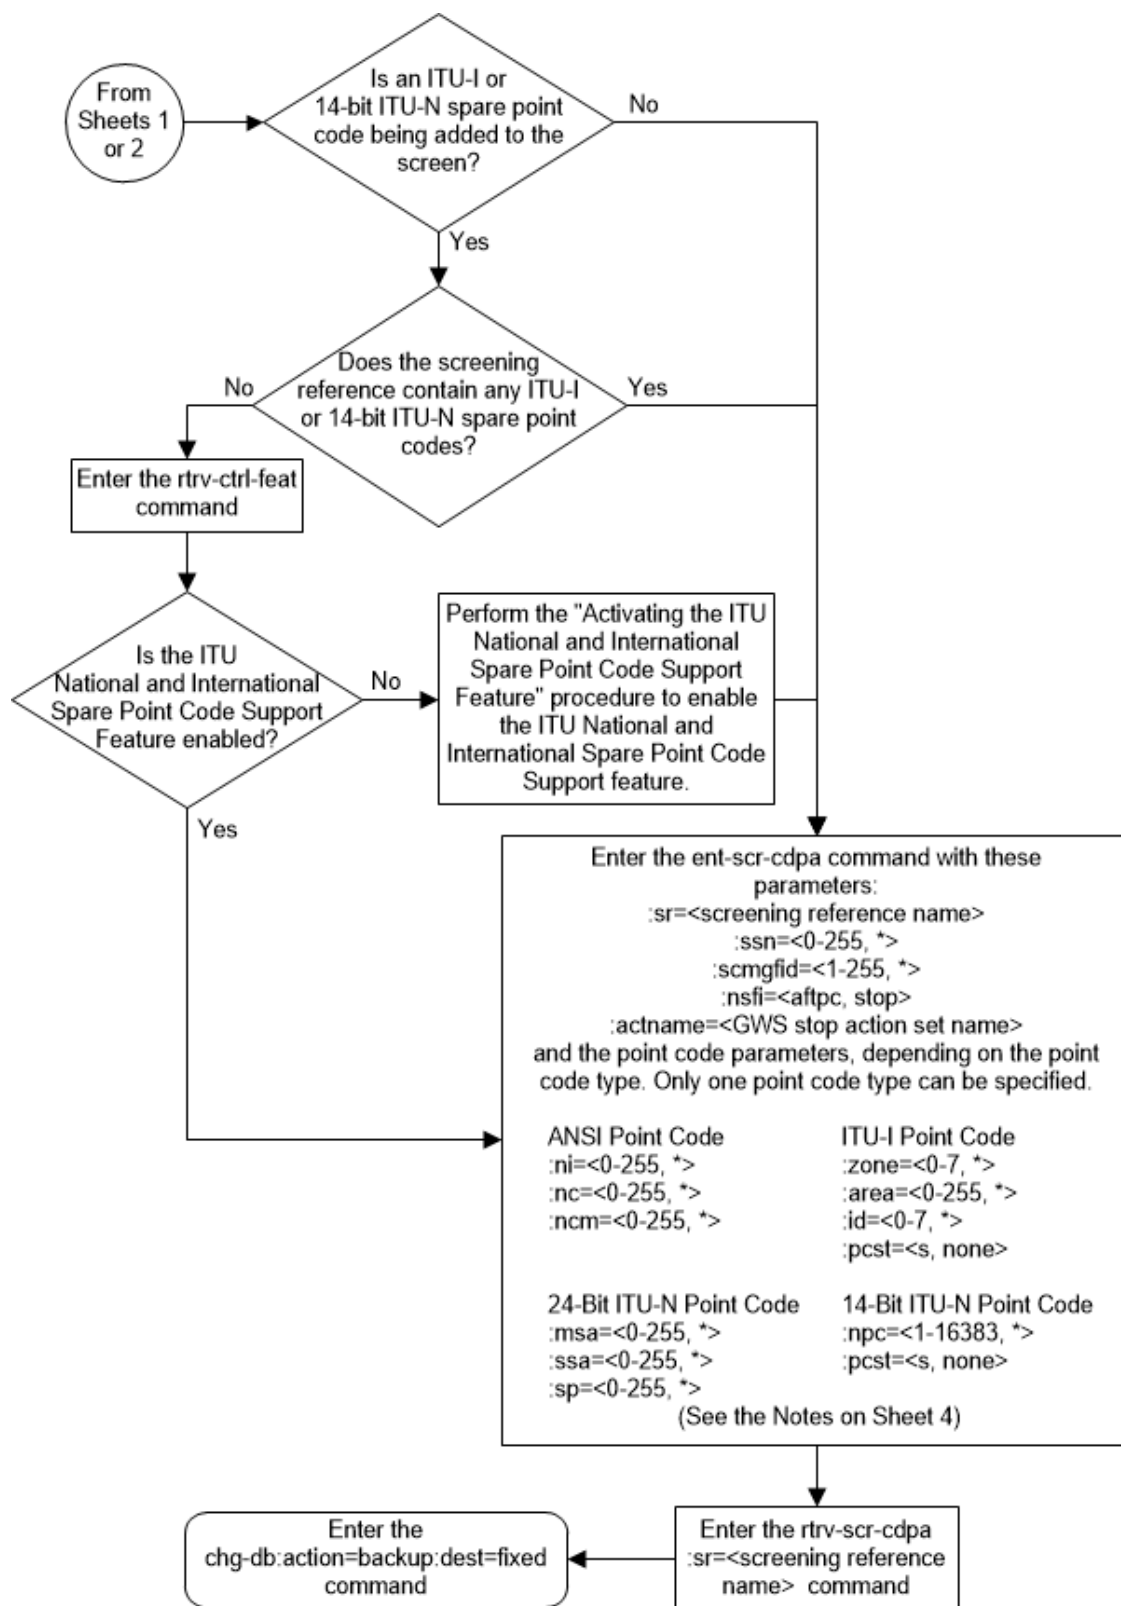 From
Sheets 1
or 2
Is an ITU-I or
14-bit ITU-N spare point
code being added to the
screen?
No
Yes
Does the screening
reference contain any ITU-I
or 14-bit ITU-N spare point
codes?
No
Yes
Enter the rtrv-ctrl-feat
command
Is the ITU
National and International
Spare Point Code Support
Feature enabled?
No
Yes
Perform the "Activating the ITU
National and International
Spare Point Code Support
Feature" procedure to enable
the ITU National and
International Spare Point Code
Support feature.
Enter the ent-scr-cdpa command with these
parameters:
:sr=<screening reference name>
:ssn=<0-255, *>
:scmgfid=<1-255, *>
:nsfi=<aftpc, stop>
:actname=<GWS stop action set name>
and the point code parameters, depending on the point
code type. Only one point code type can be specified.
ANSI Point Code
:ni=<0-255, *>
:nc=<0-255, *>
:ncm=<0-255, *>
ITU-I Point Code
:zone=<0-7, *>
:area=<0-255, *>
:id=<0-7, *>
:pcst=<s, none>
24-Bit ITU-N Point Code
:msa=<0-255, *>
:ssa=<0-255, *>
:sp=<0-255, *>
14-Bit ITU-N Point Code
:npc=<1-16383, *>
:pcst=<s, none>
(See the Notes on Sheet 4)
Enter the rtrv-scr-cdpa
:sr=<screening reference
name> command
Enter the
chg-db:action=backup:dest=fixed
command